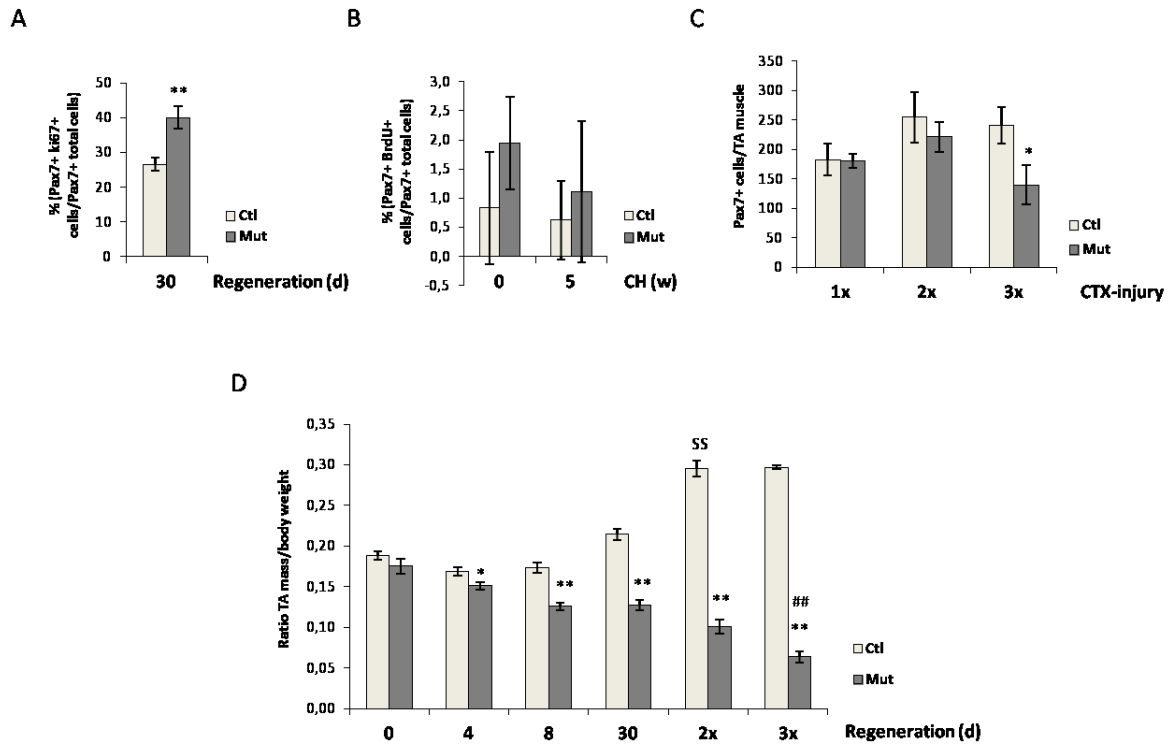 A
% (Pax7+ ki67+
cells/Pax7+ total cells)
50
40
30
20
10
0
**
30
Regeneration (d)
Ctl
Mut
B
% (Pax7+ BrdU+
cells/Pax7+ total cells)
3,0
2,5
2,0
1,5
1,0
0,5
0,0
-0,5
0
5
CH (w)
Ctl
Mut
C
Pax7+ cells/TA muscle
350
300
250
200
150
100
50
0
*
1x
2x
3x
CTX-injury
Ctl
Mut
D
Ratio TA mass/body weight
0,35
0,30
0,25
0,20
0,15
0,10
0,05
0,00
*
**
**
$$
**
##
**
0
4
8
30
2x
3x
Regeneration (d)
Ctl
Mut